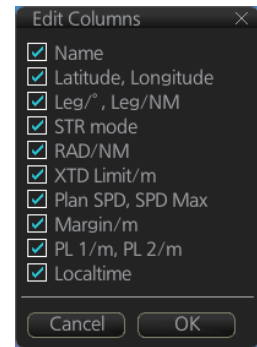 Edit Columns
Name
Latitude, Longitude
Leg/°, Leg/NM
STR mode
RAD/NM
XTD Limit/m
Plan SPD, SPD Max
Margin/m
PL 1/m, PL 2/m
Localtime
Cancel OK